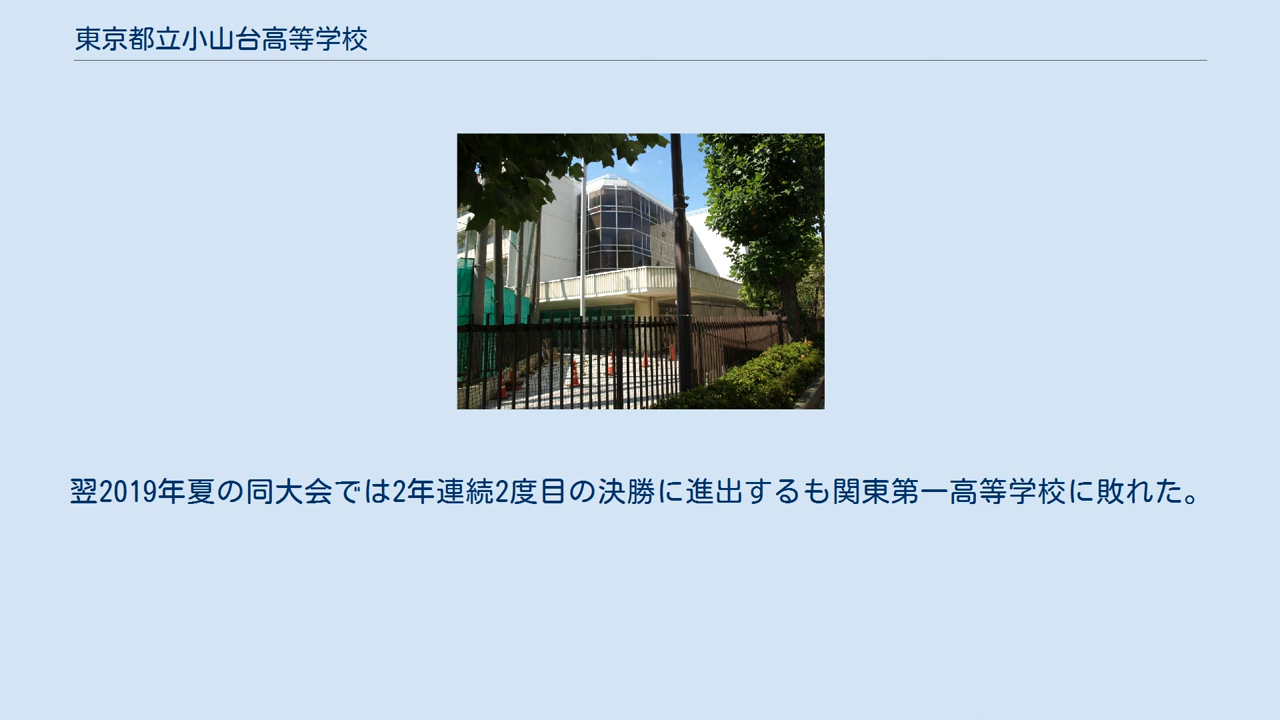 東京都立小山台高等学校
翌2019年夏の同大会では2年連続2度目の決勝に進出するも関東第一高等学校に敗れた。